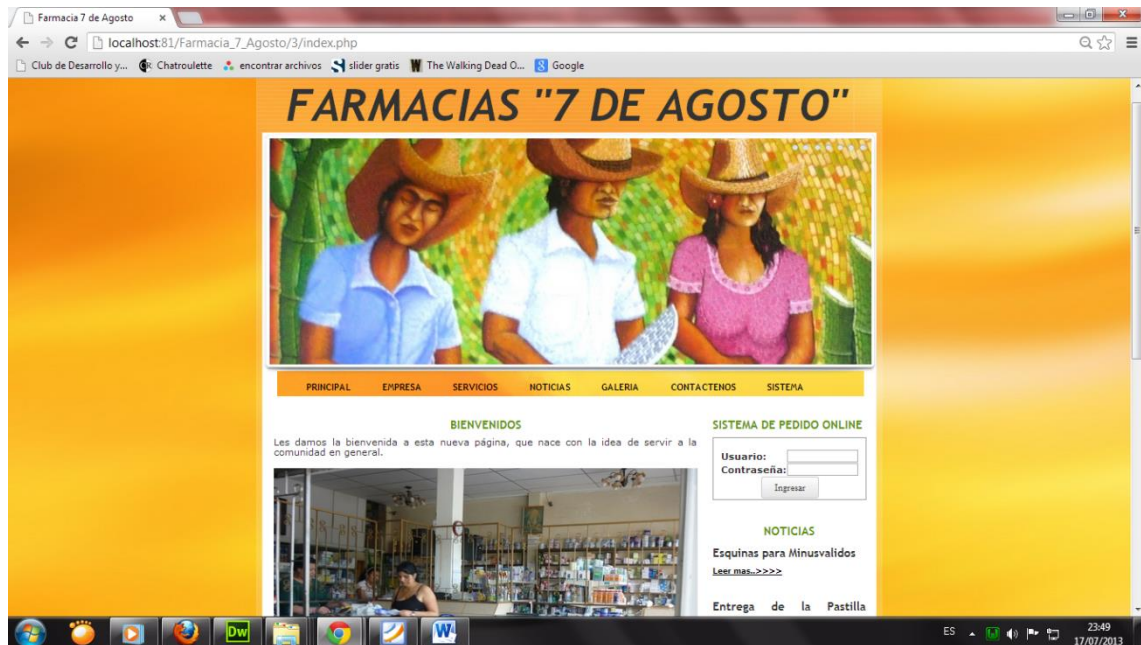 Farmacia 7 de Agosto
localhost:81/Farmacia_7_Agosto/3/index.php
Club de Desarrollo y... Chatroulette encontrar archivos slider gratis The Walking Dead O... Google
FARMACIAS "7 DE AGOSTO"
PRINCIPAL EMPRESA SERVICIOS NOTICIAS GALERIA CONTACTENOS SISTEMA
BIENVENIDOS
Les damos la bienvenida a esta nueva página, que nace con la idea de servir a la
comunidad en general.
SISTEMA DE PEDIDO ONLINE
Usuario:
Contraseña:
Ingresar
NOTICIAS
Esquinas para Minusvalidos
Leer mas..>>>>
Entrega de la Pastilla
Dw
W
ES
23:49
17/07/2013